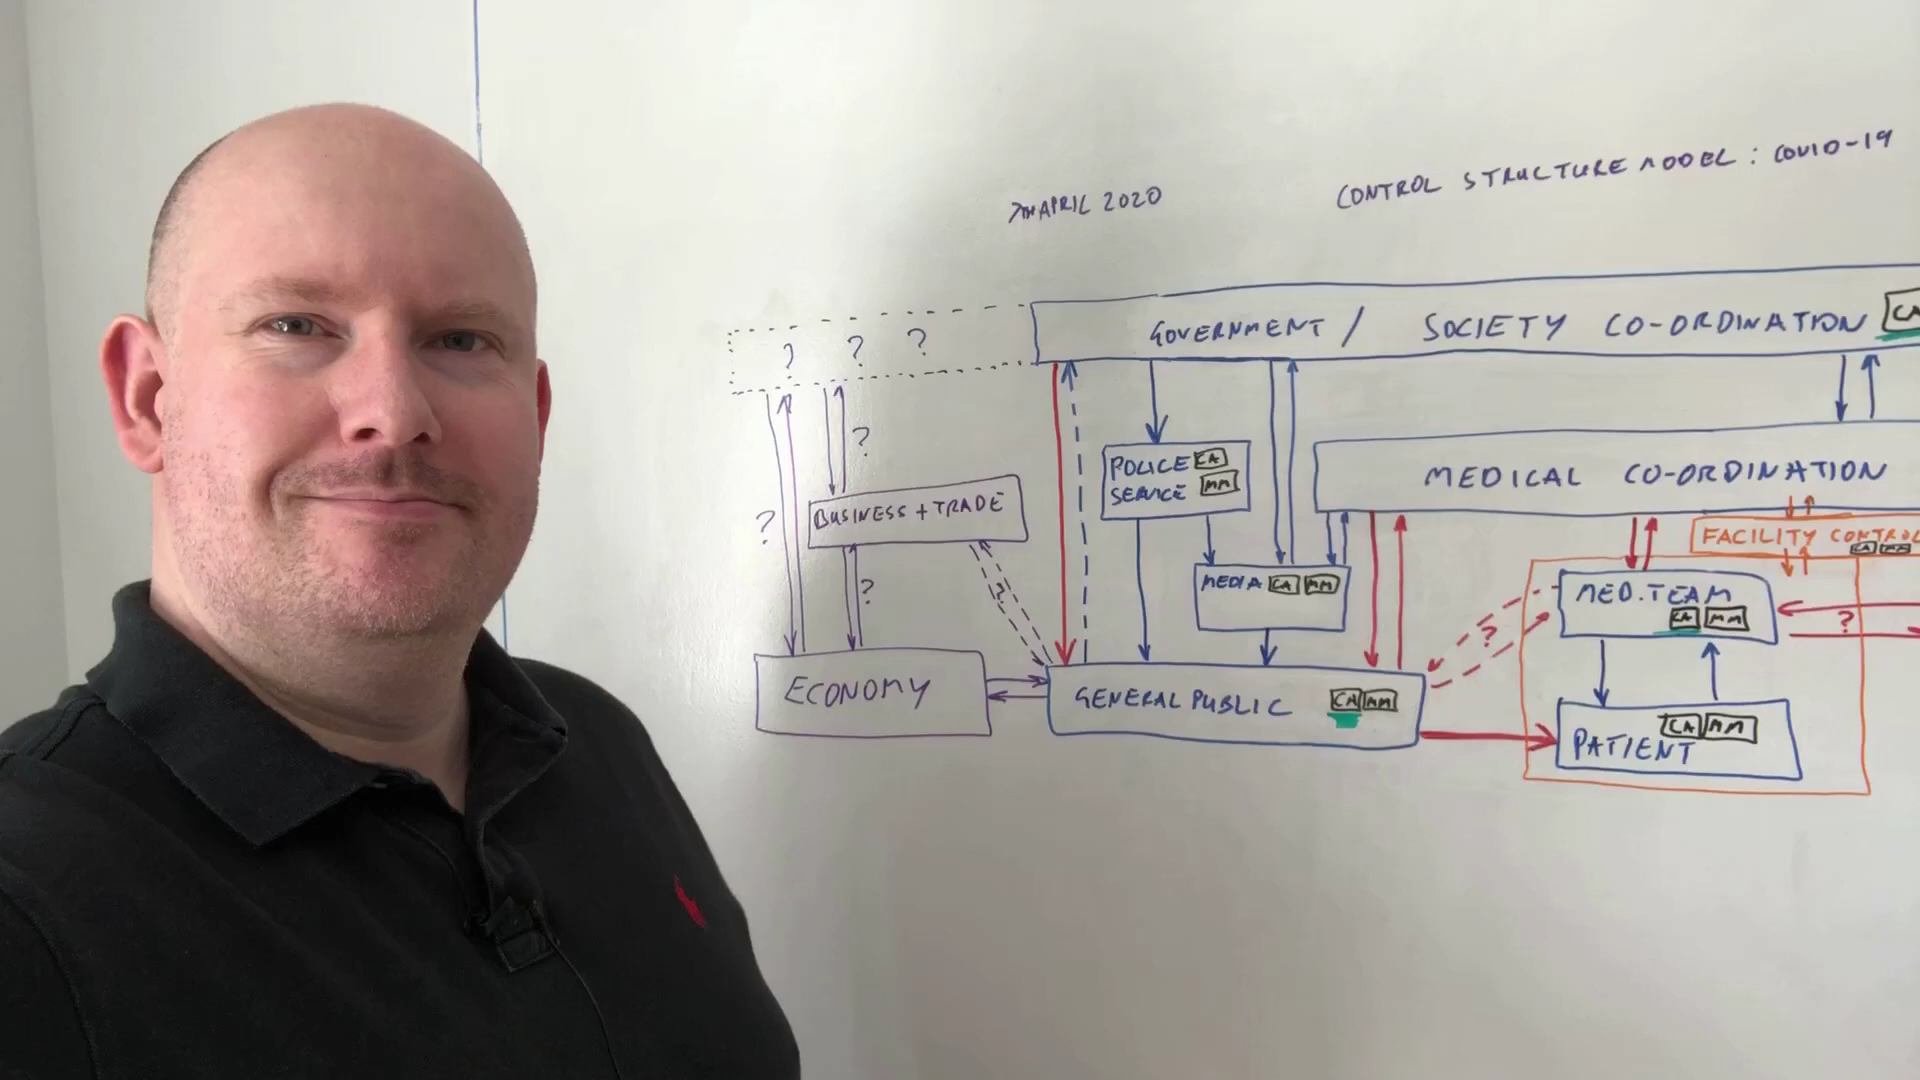 7TH APRIL 2020
CONTROL STRUCTURE MODEL : COVID-19
GOVERNMENT / SOCIETY CO-ORDINATION CA
? ? ?
?
POLICE CA
SERVICE MM
MEDICAL CO-ORDINATION
BUSINESS + TRADE
?
FACILITY CONTROL
CA MM
MEDIA CA MM
?
?
MED. TEAM
CA MM
?
?
ECONOMY
GENERAL PUBLIC CA MM
CA MM
PATIENT